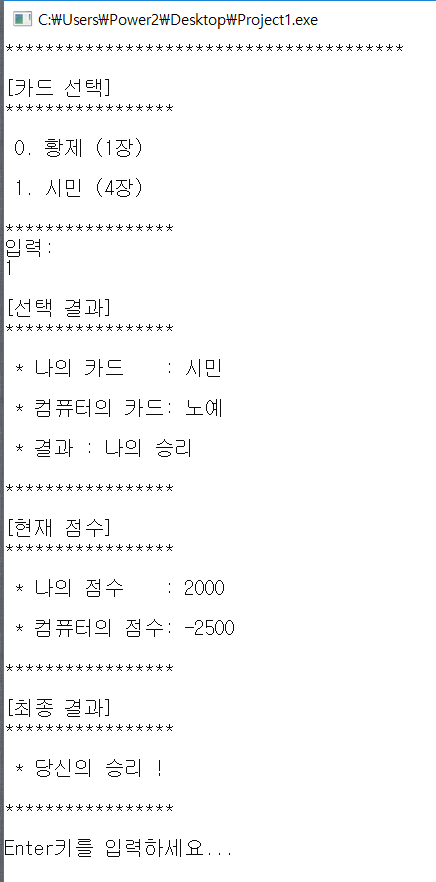 C:₩Users₩Power2₩Desktop₩Project1.exe
****************************************
[카드 선택]
*****************
0. 황제 (1장)
1. 시민 (4장)
*****************
입력:
1
[선택 결과]
*****************
* 나의 카드    : 시민
* 컴퓨터의 카드: 노예
* 결과 : 나의 승리
*****************
[현재 점수]
*****************
* 나의 점수    : 2000
* 컴퓨터의 점수: -2500
*****************
[최종 결과]
*****************
* 당신의 승리 !
*****************
Enter키를 입력하세요...